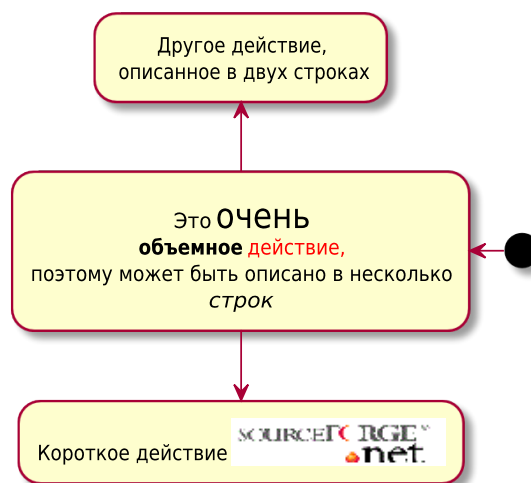 Другое действие,
описанное в двух строках
Это очень
объемное действие,
поэтому может быть описано в несколько
строк
Короткое действие SOURCEFORGE
.net